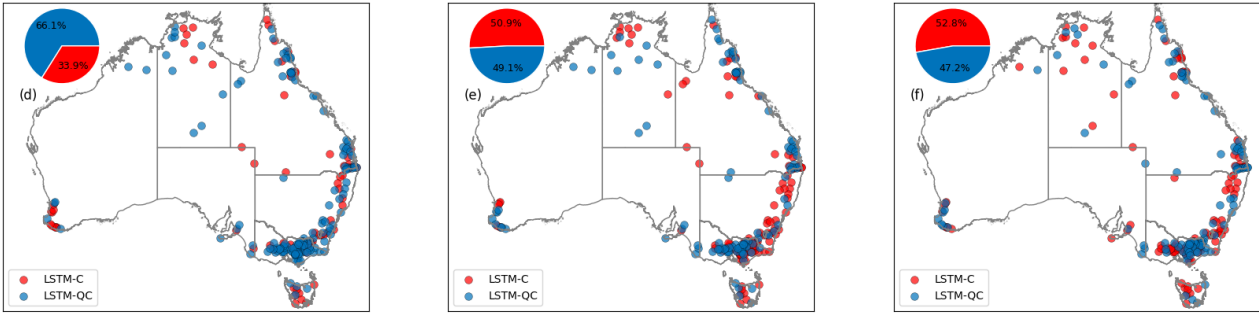 66.1%
33.9%
(d)
LSTM-C
LSTM-QC
50.9%
49.1%
(e)
LSTM-C
LSTM-QC
52.8%
47.2%
(f)
LSTM-C
LSTM-QC